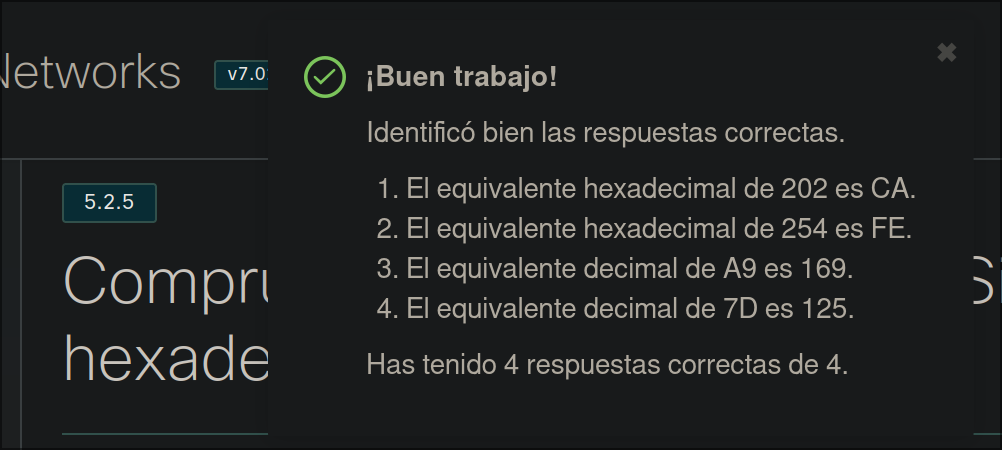 Networks
v7.0
5.2.5
hexade
¡Buen trabajo!
Identificó bien las respuestas correctas.
1. El equivalente hexadecimal de 202 es CA.
2. El equivalente hexadecimal de 254 es FE.
3. El equivalente decimal de A9 es 169.
4. El equivalente decimal de 7D es 125.
Has tenido 4 respuestas correctas de 4.